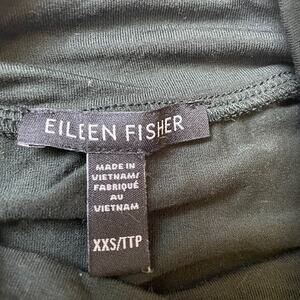 EILEEN FISHER
MADE IN
VIETNAM/
FABRIQUÉ
AU
VIETNAM
XXS/TTP